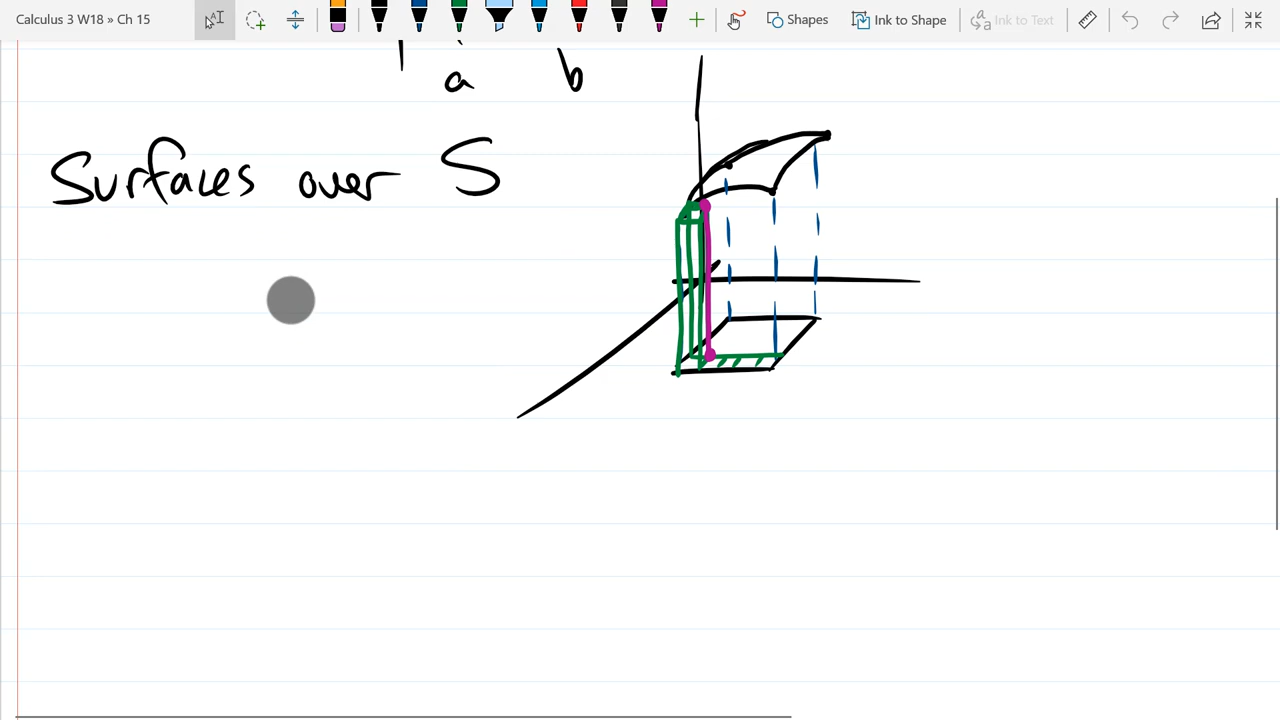 Calculus 3 W18 » Ch 15
Shapes
Ink to Shape
Ink to Text
a b
Surfaces over S